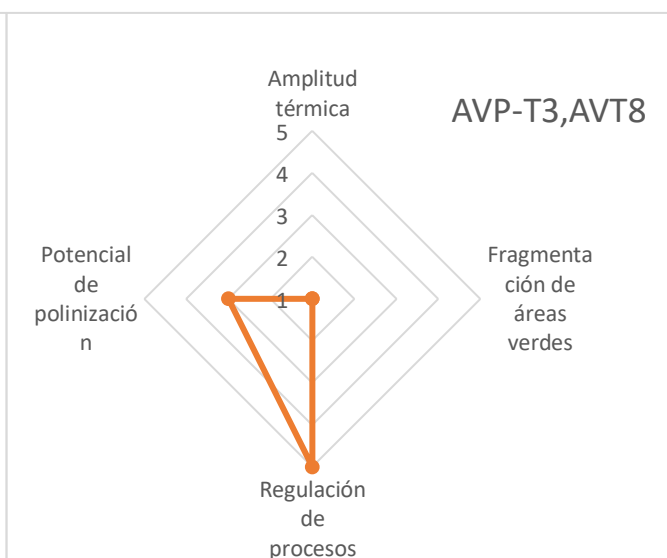 Amplitud
térmica
AVP-T3,AVT8
5
4
3
2
1
Potencial
de
polinizació
n
Fragmenta
ción de
áreas
verdes
Regulación
de
procesos